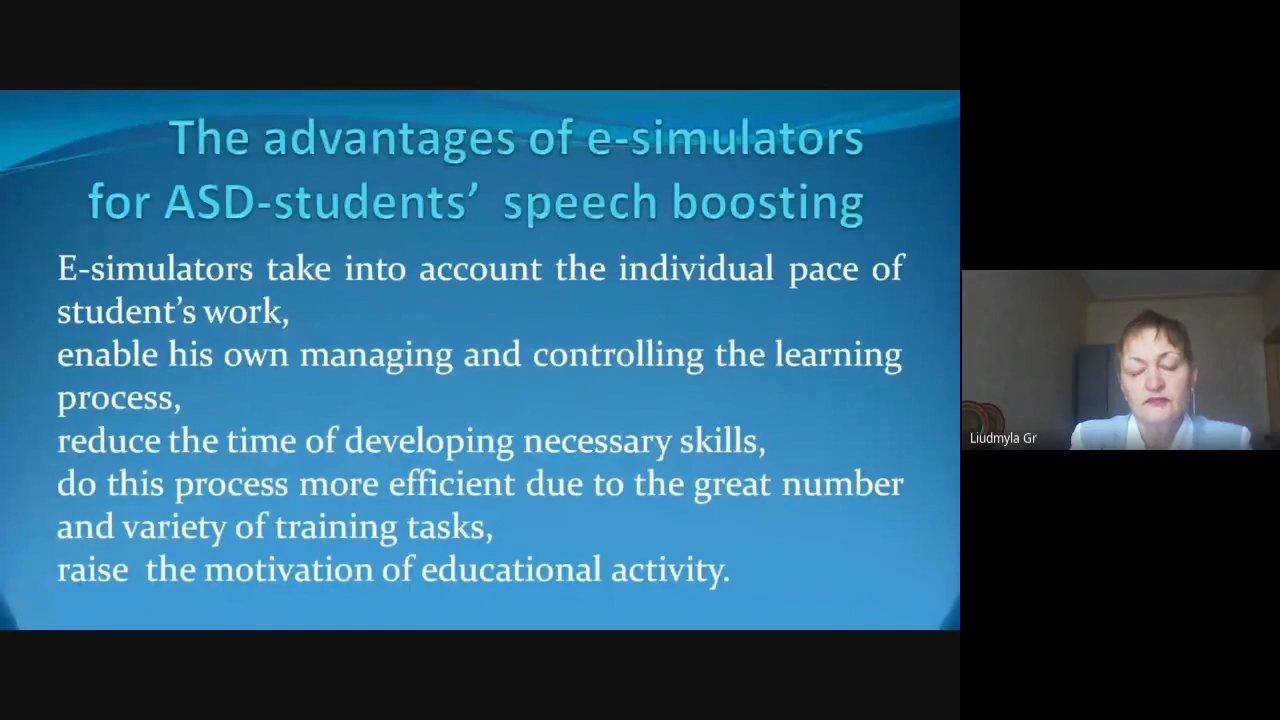 The advantages of e-simulators
for ASD-students’ speech boosting
E-simulators take into account the individual pace of
student’s work,
enable his own managing and controlling the learning
process,
reduce the time of developing necessary skills,
do this process more efficient due to the great number
and variety of training tasks,
raise the motivation of educational activity.
Liudmyla Gr